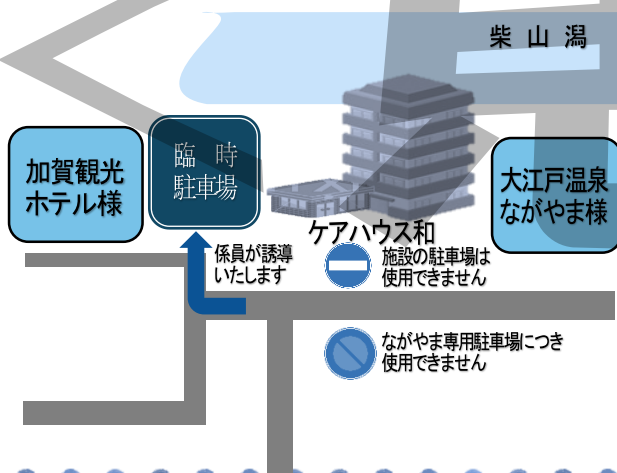 柴山潟
臨時
駐車場
加賀観光
ホテル様
大江戸温泉
ながやま様
ケアハウス和
係員が誘導
いたします
施設の駐車場は
使用できません
ながやま専用駐車場につき
使用できません